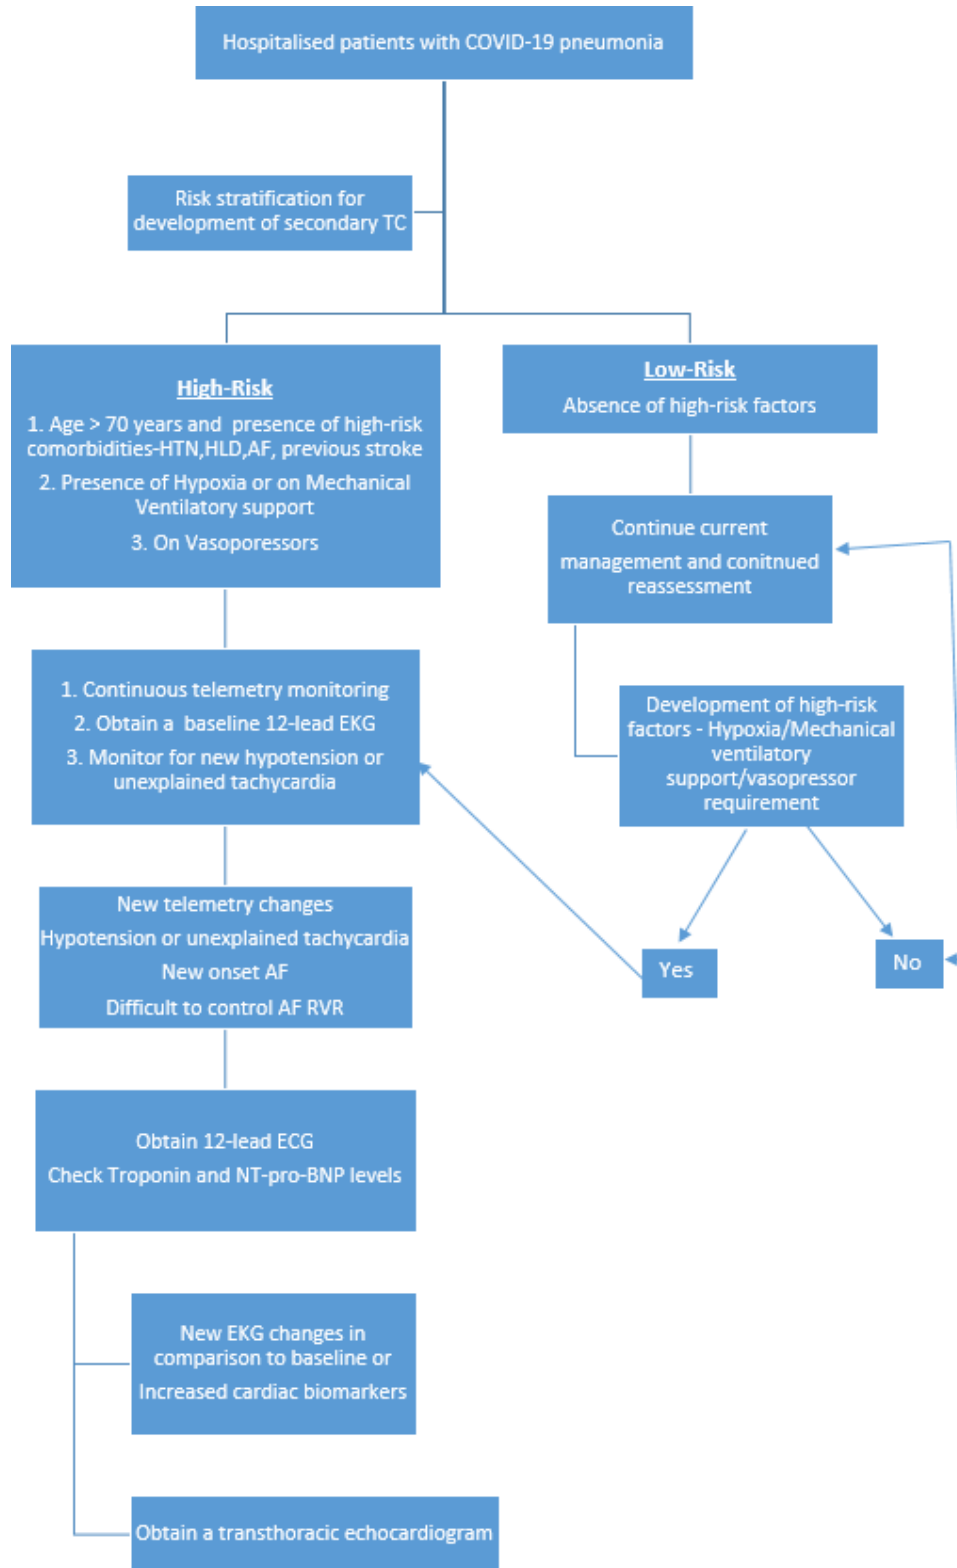 Hospitalised patients with COVID-19 pneumonia
Risk stratification for
development of secondary TC
High-Risk
1. Age > 70 years and presence of high-risk
comorbidities-HTN,HLD,AF, previous stroke
2. Presence of Hypoxia or on Mechanical
Ventilatory support
3. On Vasoporessors
Low-Risk
Absence of high-risk factors
Continue current
management and conitnued
reassessment
1. Continuous telemetry monitoring
2. Obtain a baseline 12-lead EKG
3. Monitor for new hypotension or
unexplained tachycardia
Development of high-risk
factors - Hypoxia/Mechanical
ventilatory
support/vasopressor
requirement
New telemetry changes
Hypotension or unexplained tachycardia
New onset AF
Difficult to control AF RVR
Yes
No
Obtain 12-lead ECG
Check Troponin and NT-pro-BNP levels
New EKG changes in
comparison to baseline or
Increased cardiac biomarkers
Obtain a transthoracic echocardiogram